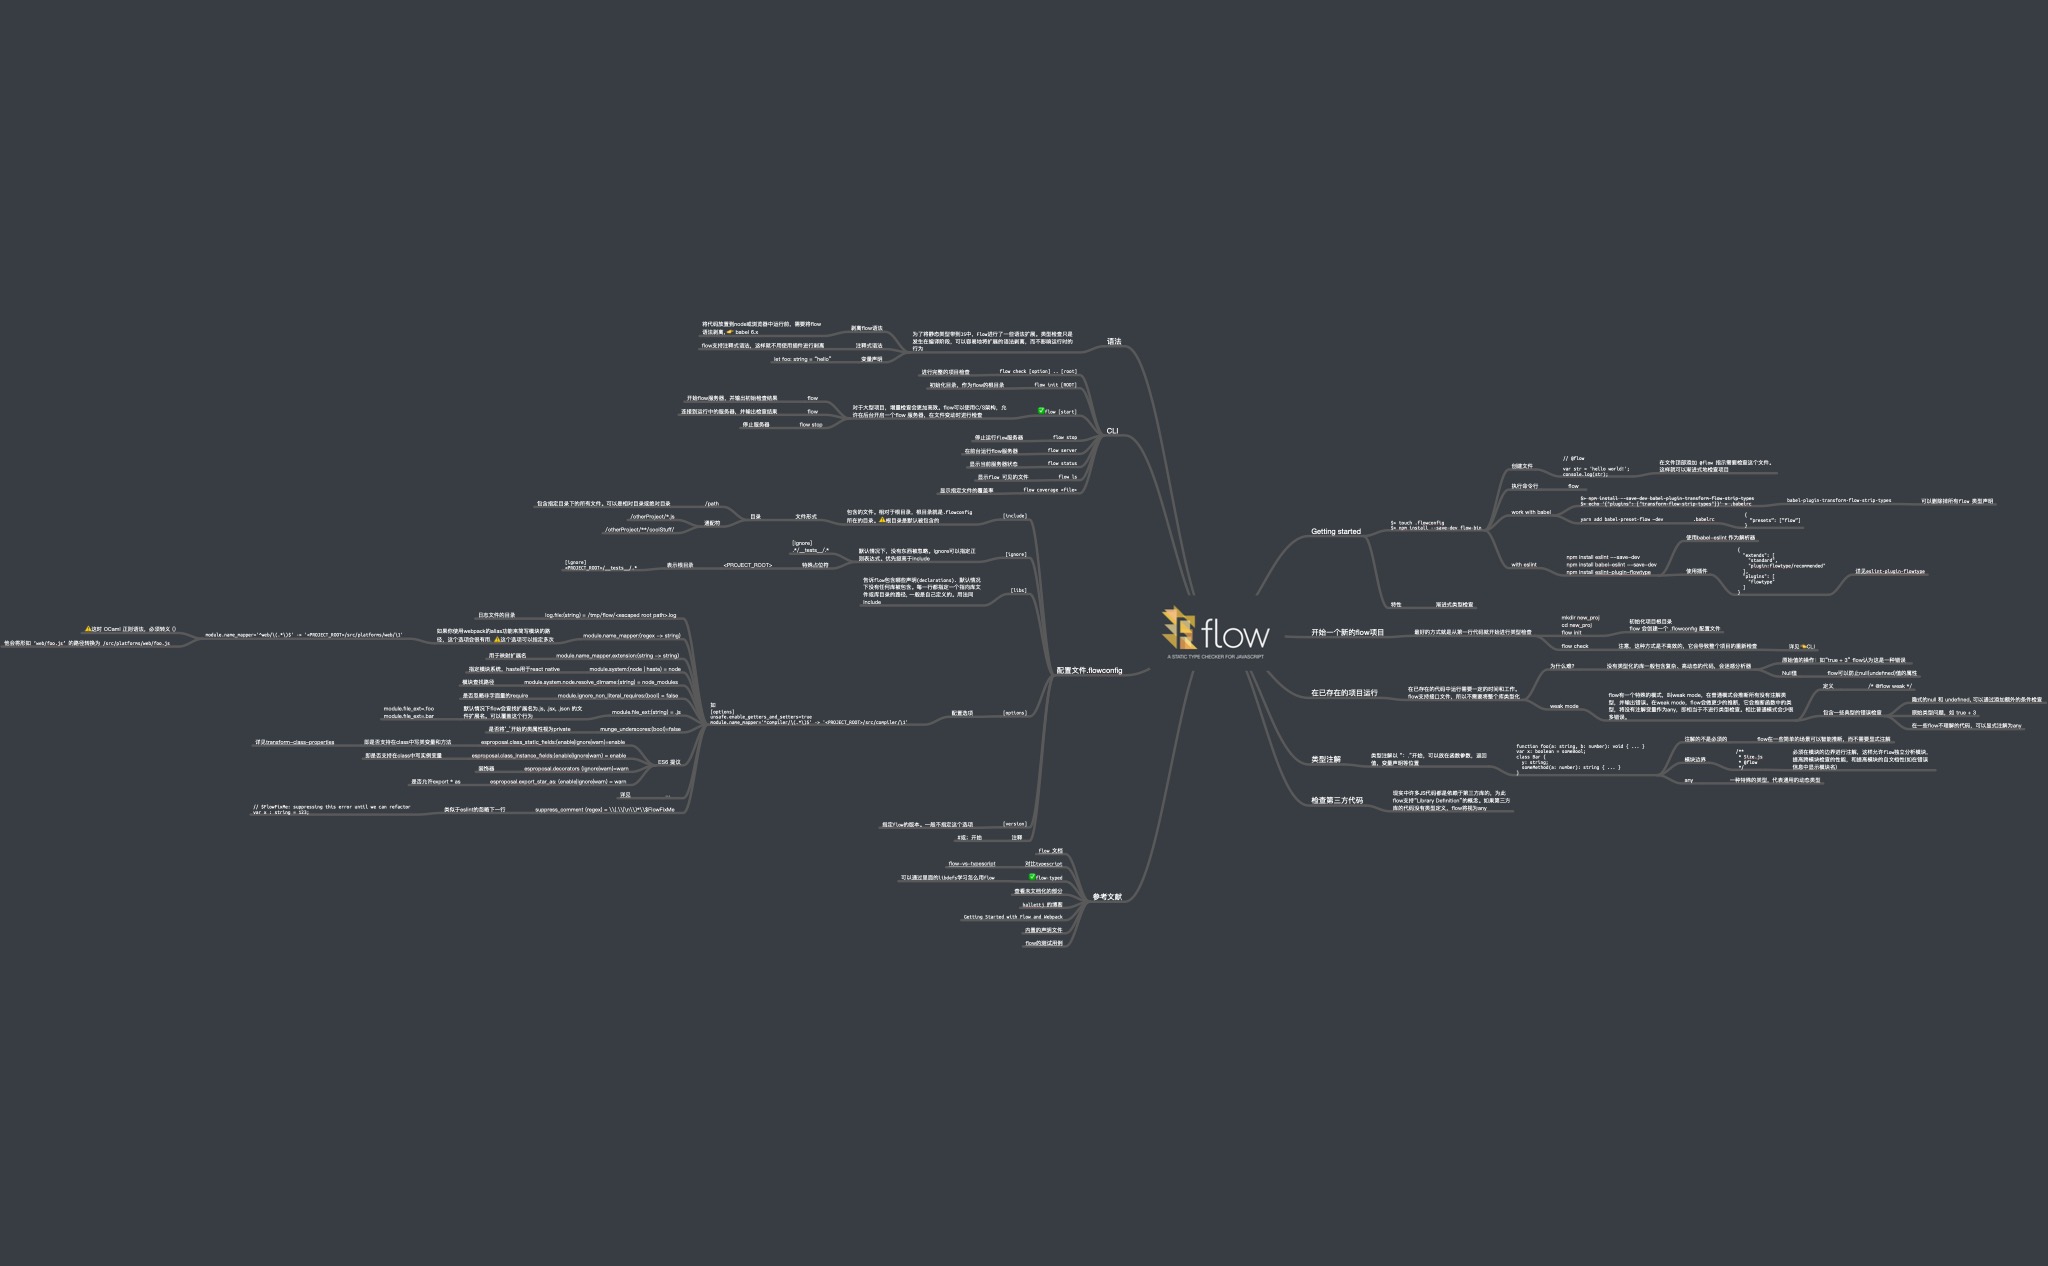 flow
A STATIC TYPE CHECKER FOR JAVASCRIPT
Getting started
$> touch .flowconfig
$> npm install --save-dev flow-bin
创建文件
// @flow
var str = 'hello world!';
console.log(str);
在文件顶部添加 @flow 指示需要检查这个文件。
这样就可以渐进式地检查项目
执行命令行
flow
work with babel
$> npm install --save-dev babel-plugin-transform-flow-strip-types
$> echo '{"plugins": ["transform-flow-strip-types"]}' > .babelrc
babel-plugin-transform-flow-strip-types
可以删除掉所有flow 类型声明
yarn add babel-preset-flow —dev
.babelrc
{
"presets": ["flow"]
}
with eslint
npm install eslint --save-dev
npm install babel-eslint --save-dev
npm install eslint-plugin-flowtype
使用babel-eslint 作为解析器
使用插件
{
"extends": [
"standard",
"plugin:flowtype/recommended"
],
"plugins": [
"flowtype"
]
}
详见eslint-plugin-flowtype
特性
渐进式类型检查
开始一个新的flow项目
最好的方式就是从第一行代码就开始进行类型检查
mkdir new_proj
cd new_proj
flow init
初始化项目根目录
flow 会创建一个 .flowconfig 配置文件
flow check
注意，这种方式是不高效的，它会导致整个项目的重新检查
详见👉CLI
在已存在的项目运行
在已存在的代码中运行需要一定的时间和工作。
flow支持接口文件，所以不需要将整个库类型化
为什么难?
没有类型化的库一般包含复杂、高动态的代码，会迷惑分析器
原始值的操作：如"true + 3" flow认为这是一种错误
Null值
flow可以防止null(undefined)值的属性
weak mode
flow有一个特殊的模式，叫weak mode，在普通模式会推断所有没有注解类
型，并输出错误。在weak mode，flow会做更少的推断，它会推断函数中的类
型，将没有注解变量作为any，即相当于不进行类型检查。相比普通模式会少很
多错误。
定义
/* @flow weak */
包含一些典型的错误检查
隐式的null 和 undefined, 可以通过添加额外的条件检查
原始类型问题，如 true + 3
在一些flow不理解的代码，可以显式注解为any
类型注解
类型注解以 "： "开始，可以放在函数参数，返回
值，变量声明等位置
function foo(a: string, b: number): void { ... }
var x: boolean = someBool;
class Bar {
y: string;
someMethod(a: number): string { ... }
}
注解的不是必须的
flow在一些简单的场景可以智能推断，而不需要显式注解
模块边界
/**
* Size.js
* @flow
*/
必须在模块的边界进行注解，这样允许flow独立分析模块,
提高跨模块检查的性能，和提高模块的自文档性(如在错误
信息中显示模块名)
any
一种特殊的类型，代表通用的动态类型
检查第三方代码
现实中许多JS代码都是依赖于第三方库的，为此
flow支持"Library Definition"的概念。如果第三方
库的代码没有类型定义，flow将视为any
语法
为了将静态类型带到JS中，Flow进行了一些语法扩展。类型检查只是
发生在编译阶段，可以容易地将扩展的语法剥离，而不影响运行时的
行为
剥离flow语法
将代码放置到node或浏览器中运行前，需要将flow
语法剥离，👉 babel 6.x
注释式语法
flow支持注释式语法，这样就不用使用插件进行剥离
变量声明
let foo: string = "hello"
CLI
flow check [option] .. [root]
进行完整的项目检查
flow init [ROOT]
初始化目录，作为flow的根目录
✅flow [start]
对于大型项目，增量检查会更加高效。flow可以使用C/S架构，允
许在后台开启一个flow 服务器，在文件变动时进行检查
flow
开始flow服务器，并输出初始检查结果
flow
连接到运行中的服务器，并输出检查结果
flow stop
停止服务器
flow stop
停止运行flow服务器
flow server
在前台运行flow服务器
flow status
显示当前服务器状态
flow ls
显示flow 可见的文件
flow coverage <file>
显示指定文件的覆盖率
配置文件.flowconfig
[include]
包含的文件。相对于根目录，根目录就是.flowconfig
所在的目录。⚠️根目录是默认被包含的
文件形式
目录
/path
包含指定目录下的所有文件，可以是相对目录或绝对目录
通配符
/otherProject/*.js
/otherProject/**/coolStuff/
[ignore]
默认情况下，没有东西被忽略。ignore可以指定正
则表达式，优先级高于include
[ignore]
.*/__tests__/.*
特殊占位符
<PROJECT_ROOT>
表示根目录
[ignore]
<PROJECT_ROOT>/__tests__/.*
[libs]
告诉flow包含哪些声明(declarations)，默认情况
下没有任何库被包含。每一行都指定一个指向库文
件或库目录的路径, 一般是自己定义的。用法同
include
[options]
配置选项
如
[options]
unsafe.enable_getters_and_setters=true
module.name_mapper='^compiler/\(.*\)$' -> '<PROJECT_ROOT>/src/compiler/\1'
log.file:(string) = /tmp/flow/<escaped root path>.log
日志文件的目录
module.name_mapper:(regex -> string)
如果你使用webpack的alias功能来简写模块的路
径，这个选项会很有用. ⚠️这个选项可以指定多次
module.name_mapper='^web/\(.*\)$' -> '<PROJECT_ROOT>/src/platforms/web/\1'
⚠️这时 OCaml 正则语法，必须转义 ()
他会将形如 'web/foo.js' 的路径转换为 /src/platforms/web/foo.js
module.name_mapper.extension:(string -> string)
用于映射扩展名
module.system:(node | haste) = node
指定模块系统，haste用于react native
module.system.node.resolve_dirname:(string) = node_modules
模块查找路径
module.ignore_non_literal_requires:(bool) = false
是否忽略非字面量的require
module.file_ext(string) = .js
默认情况下flow会查找扩展名为.js, .jsx, .json 的文
件扩展名。可以覆盖这个行为
module.file_ext=.foo
module.file_ext=.bar
munge_underscores:(bool)=false
是否将'_'开始的类属性视为private
ES6 提议
esproposal.class_static_fields:(enable|ignore|warn)=enable
即是否支持在class中写类变量和方法
详见transform-class-properties
esproposal.class_instance_fields:(enable|ignore|warn) = enable
即是否支持在class中写实例变量
esproposal.decorators (ignore|warn)=warn
装饰器
esproposal.export_star_as: (enable|ignore|warn) = warn
是否允许export * as
...
详见
suppress_comment (regex) = \\(.\\|\n\\)*\\$FlowFixMe
类似于eslint的忽略下一行
// $FlowFixMe: suppressing this error until we can refactor
var x : string = 123;
[version]
指定flow的版本。一般不指定这个选项
注释
#或; 开始
参考文献
flow 文档
对比typescript
flow-vs-typescript
✅flow-typed
可以通过里面的libdefs学习怎么用flow
查看未文档化的部分
的博客
Getting Started with Flow and Webpack
内置的声明文件
flow的测试用例